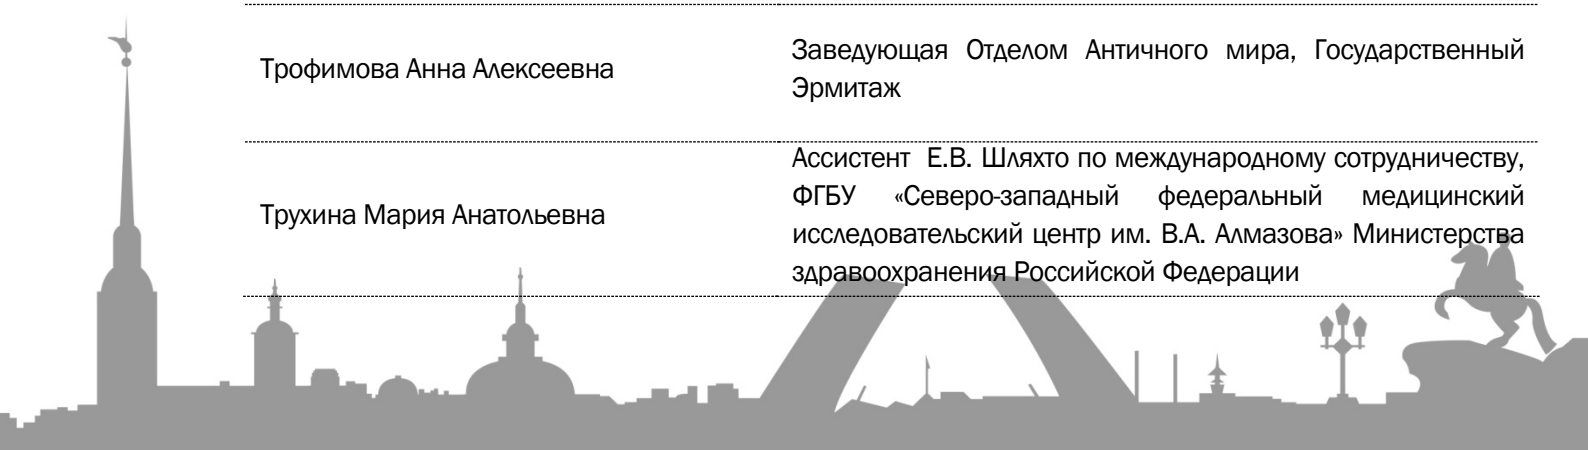 Трофимова Анна Алексеевна
Заведующая Отделом Античного мира, Государственный
Эрмитаж
Трухина Мария Анатольевна
Ассистент Е.В. Шляхто по международному сотрудничеству,
ФГБУ «Северо-западный федеральный медицинский
исследовательский центр им. В.А. Алмазова» Министерства
здравоохранения Российской Федерации